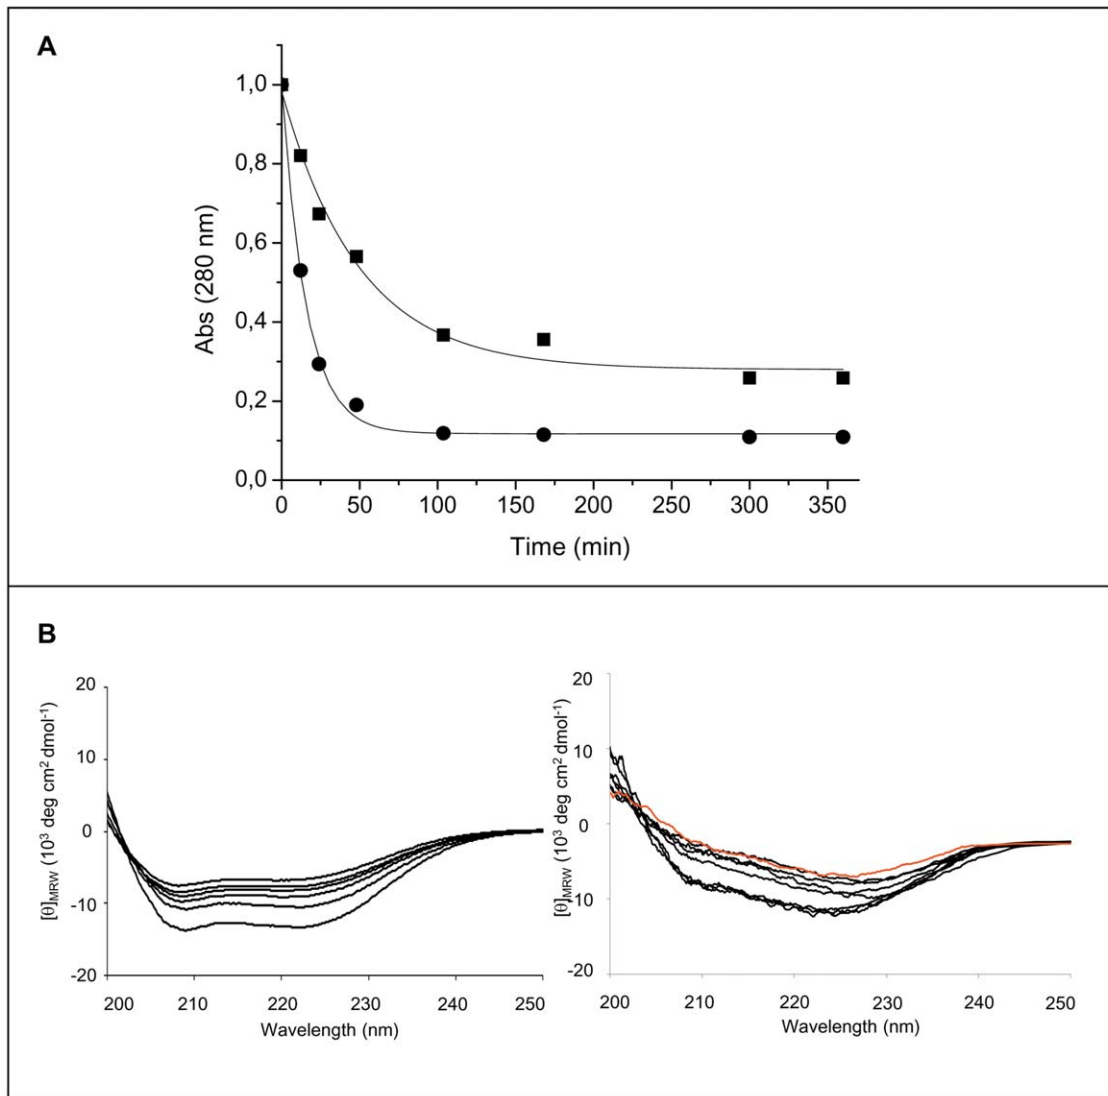 A
Abs (280 nm)
1,0
0,8
0,6
0,4
0,2
0,0
0 50 100 150 200 250 300 350
Time (min)
B
[θ]MRW (10³ deg cm² dmol⁻¹)
20
10
0
-10
-20
200 210 220 230 240 250
Wavelength (nm)
[θ]MRW (10³ deg cm² dmol⁻¹)
20
10
0
-10
-20
200 210 220 230 240 250
Wavelength (nm)